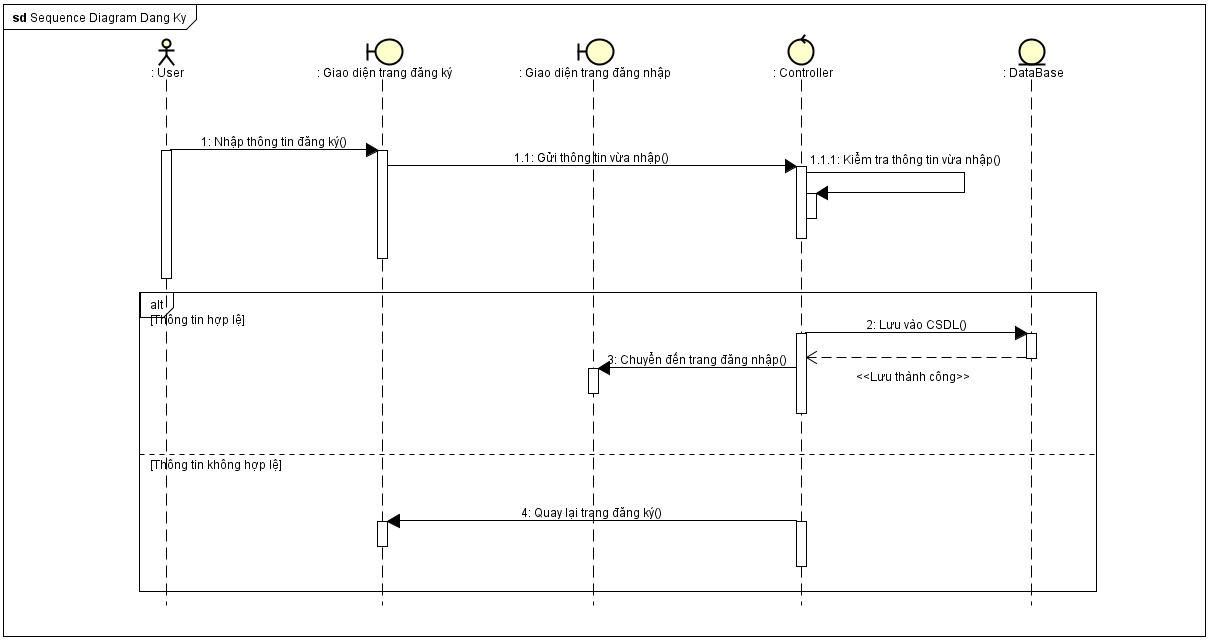 sd Sequence Diagram Dang Ky
: User
: Giao diện trang đăng ký
: Giao diện trang đăng nhập
: Controller
: DataBase
1: Nhập thông tin đăng ký()
1.1: Gửi thông tin vừa nhập()
1.1.1: Kiểm tra thông tin vừa nhập()
alt
[Thông tin hợp lệ]
2: Lưu vào CSDL()
3: Chuyển đến trang đăng nhập()
<<Lưu thành công>>
[Thông tin không hợp lệ]
4: Quay lại trang đăng ký()